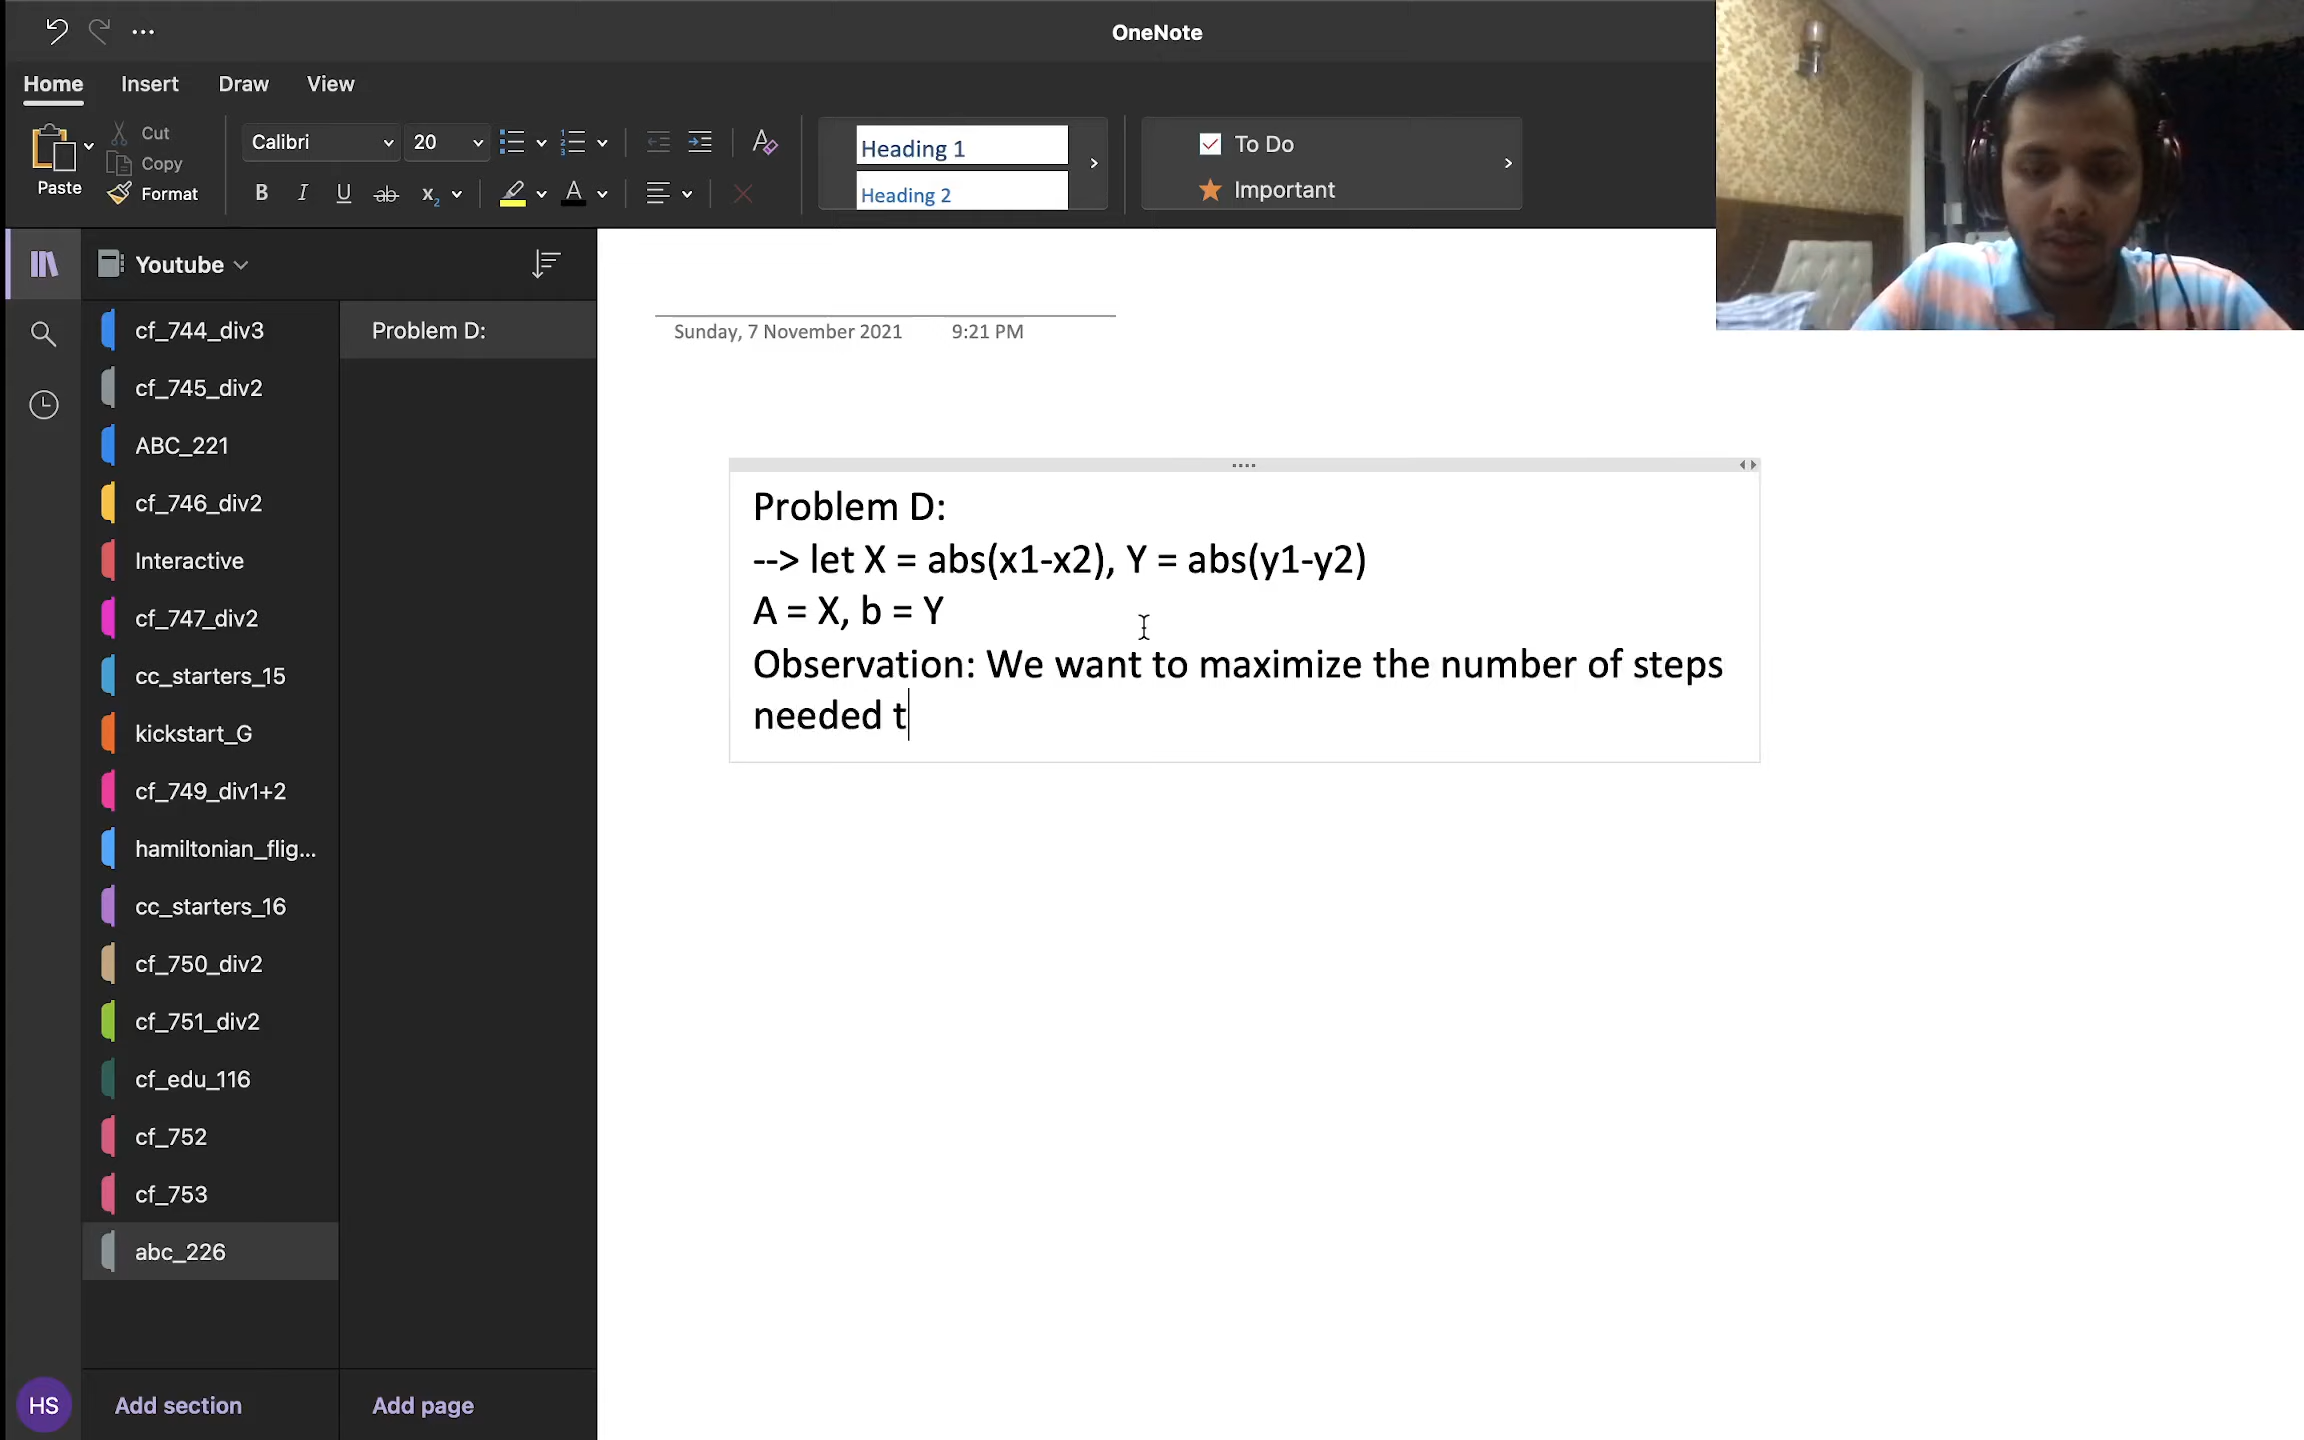 OneNote
Home Insert Draw View
Paste
Cut
Copy
Format
Calibri 20
B I U ab x2 A
Heading 1
Heading 2
To Do
Important
Youtube
cf_744_div3
cf_745_div2
ABC_221
cf_746_div2
Interactive
cf_747_div2
cc_starters_15
kickstart_G
cf_749_div1+2
hamiltonian_flig...
cc_starters_16
cf_750_div2
cf_751_div2
cf_edu_116
cf_752
cf_753
abc_226
Add section
HS
Problem D:
Add page
Sunday, 7 November 2021 9:21 PM
Problem D:
--> let X = abs(x1-x2), Y = abs(y1-y2)
A = X, b = Y
Observation: We want to maximize the number of steps
needed t